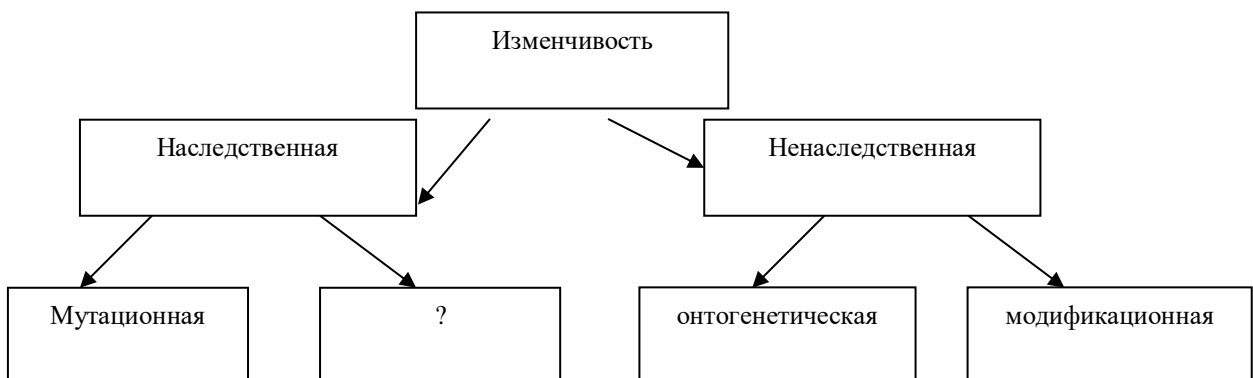 Изменчивость
Наследственная
Ненаследственная
Мутационная
?
онтогенетическая
модификационная